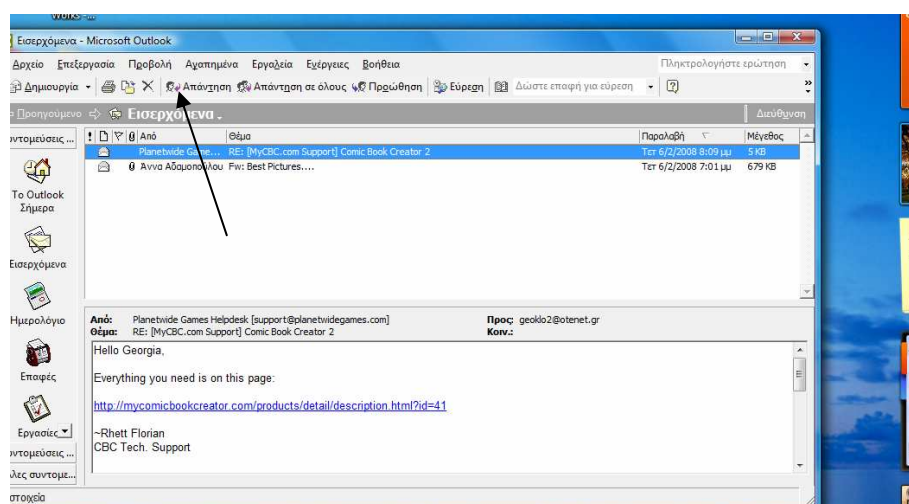 Works -...
Εισερχόμενα - Microsoft Outlook
Αρχείο Επεξεργασία Προβολή Αγαπημένα Εργαλεία Ενέργειες Βοήθεια Πληκτρολογήστε ερώτηση
Δημιουργία Απάντηση Απάντηση σε όλους Προώθηση Εύρεση Δώστε επαφή για εύρεση
Προηγούμενο Εισερχόμενα . Διεύθυνση
ντομεύσεις ... Από Θέμα Παραλαβή Μέγεθος
Planetwide Game... RE: [MyCBC.com Support] Comic Book Creator 2 Τετ 6/2/2008 8:09 μμ 5 KB
Άννα Αδαμοπούλου Fw: Best Pictures.... Τετ 6/2/2008 7:01 μμ 679 KB
Το Outlook Σήμερα
Εισερχόμενα
Ημερολόγιο
Επαφές
Εργασίες
ντομεύσεις ...
λες συντομε...
Από: Planetwide Games Helpdesk [support@planetwidegames.com] Προς: geoklo2@otenet.gr
Θέμα: RE: [MyCBC.com Support] Comic Book Creator 2 Κοιν.:
Hello Georgia,
Everything you need is on this page:
http://mycomicbookcreator.com/products/detail/description.html?id=41
~Rhett Florian
CBC Tech. Support
στοιχεία